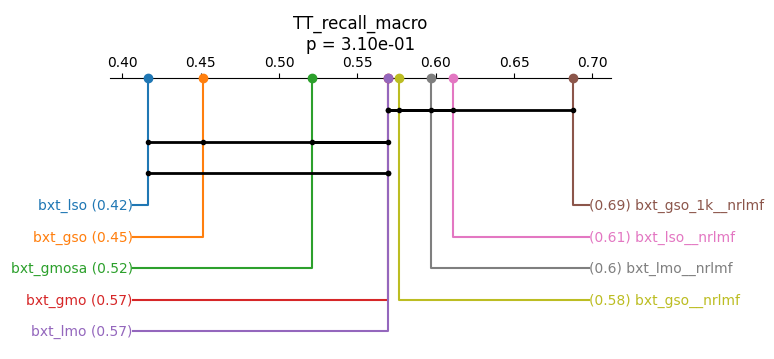 TT_recall_macro
p = 3.10e-01
0.40 0.45 0.50 0.55 0.60 0.65 0.70
bxt_lso (0.42) (0.69) bxt_gso_1k__nrlmf
bxt_gso (0.45) (0.61) bxt_lso__nrlmf
bxt_gmosa (0.52) (0.6) bxt_lmo__nrlmf
bxt_gmo (0.57) (0.58) bxt_gso__nrlmf
bxt_lmo (0.57)